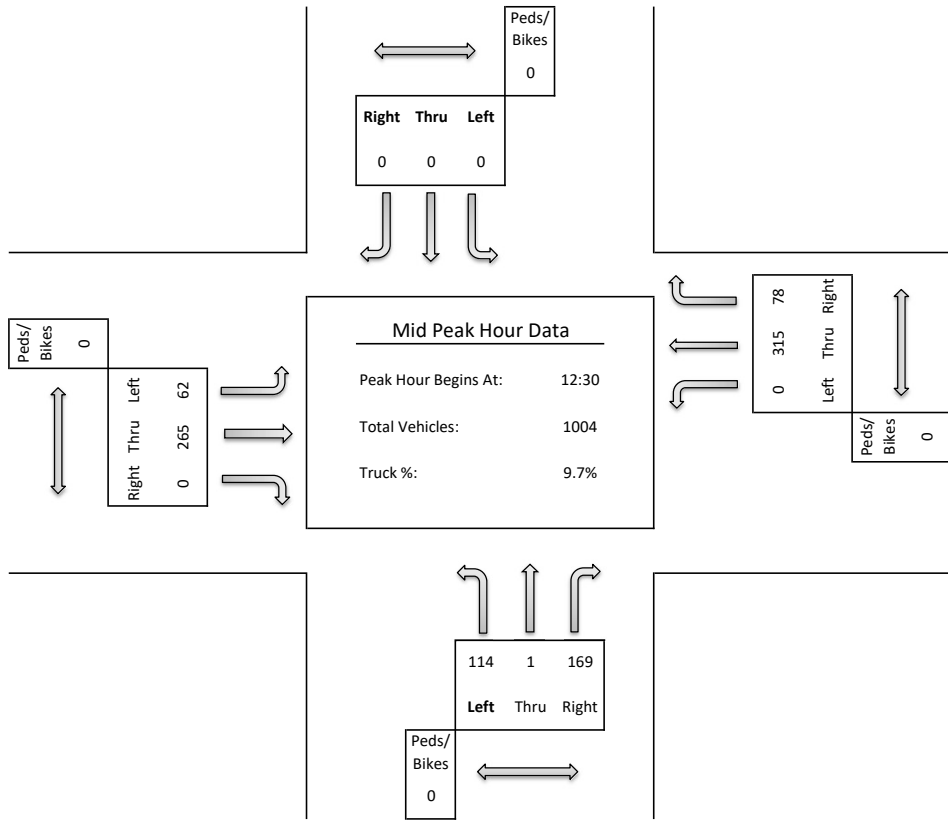 Peds/
Bikes
0
Right Thru Left
0 0 0
78 Right
315 Thru
0 Left
Peds/
Bikes
0
Peds/
Bikes
0
Left 62
Thru 265
Right 0
Mid Peak Hour Data
Peak Hour Begins At: 12:30
Total Vehicles: 1004
Truck %: 9.7%
114 1 169
Left Thru Right
Peds/
Bikes
0